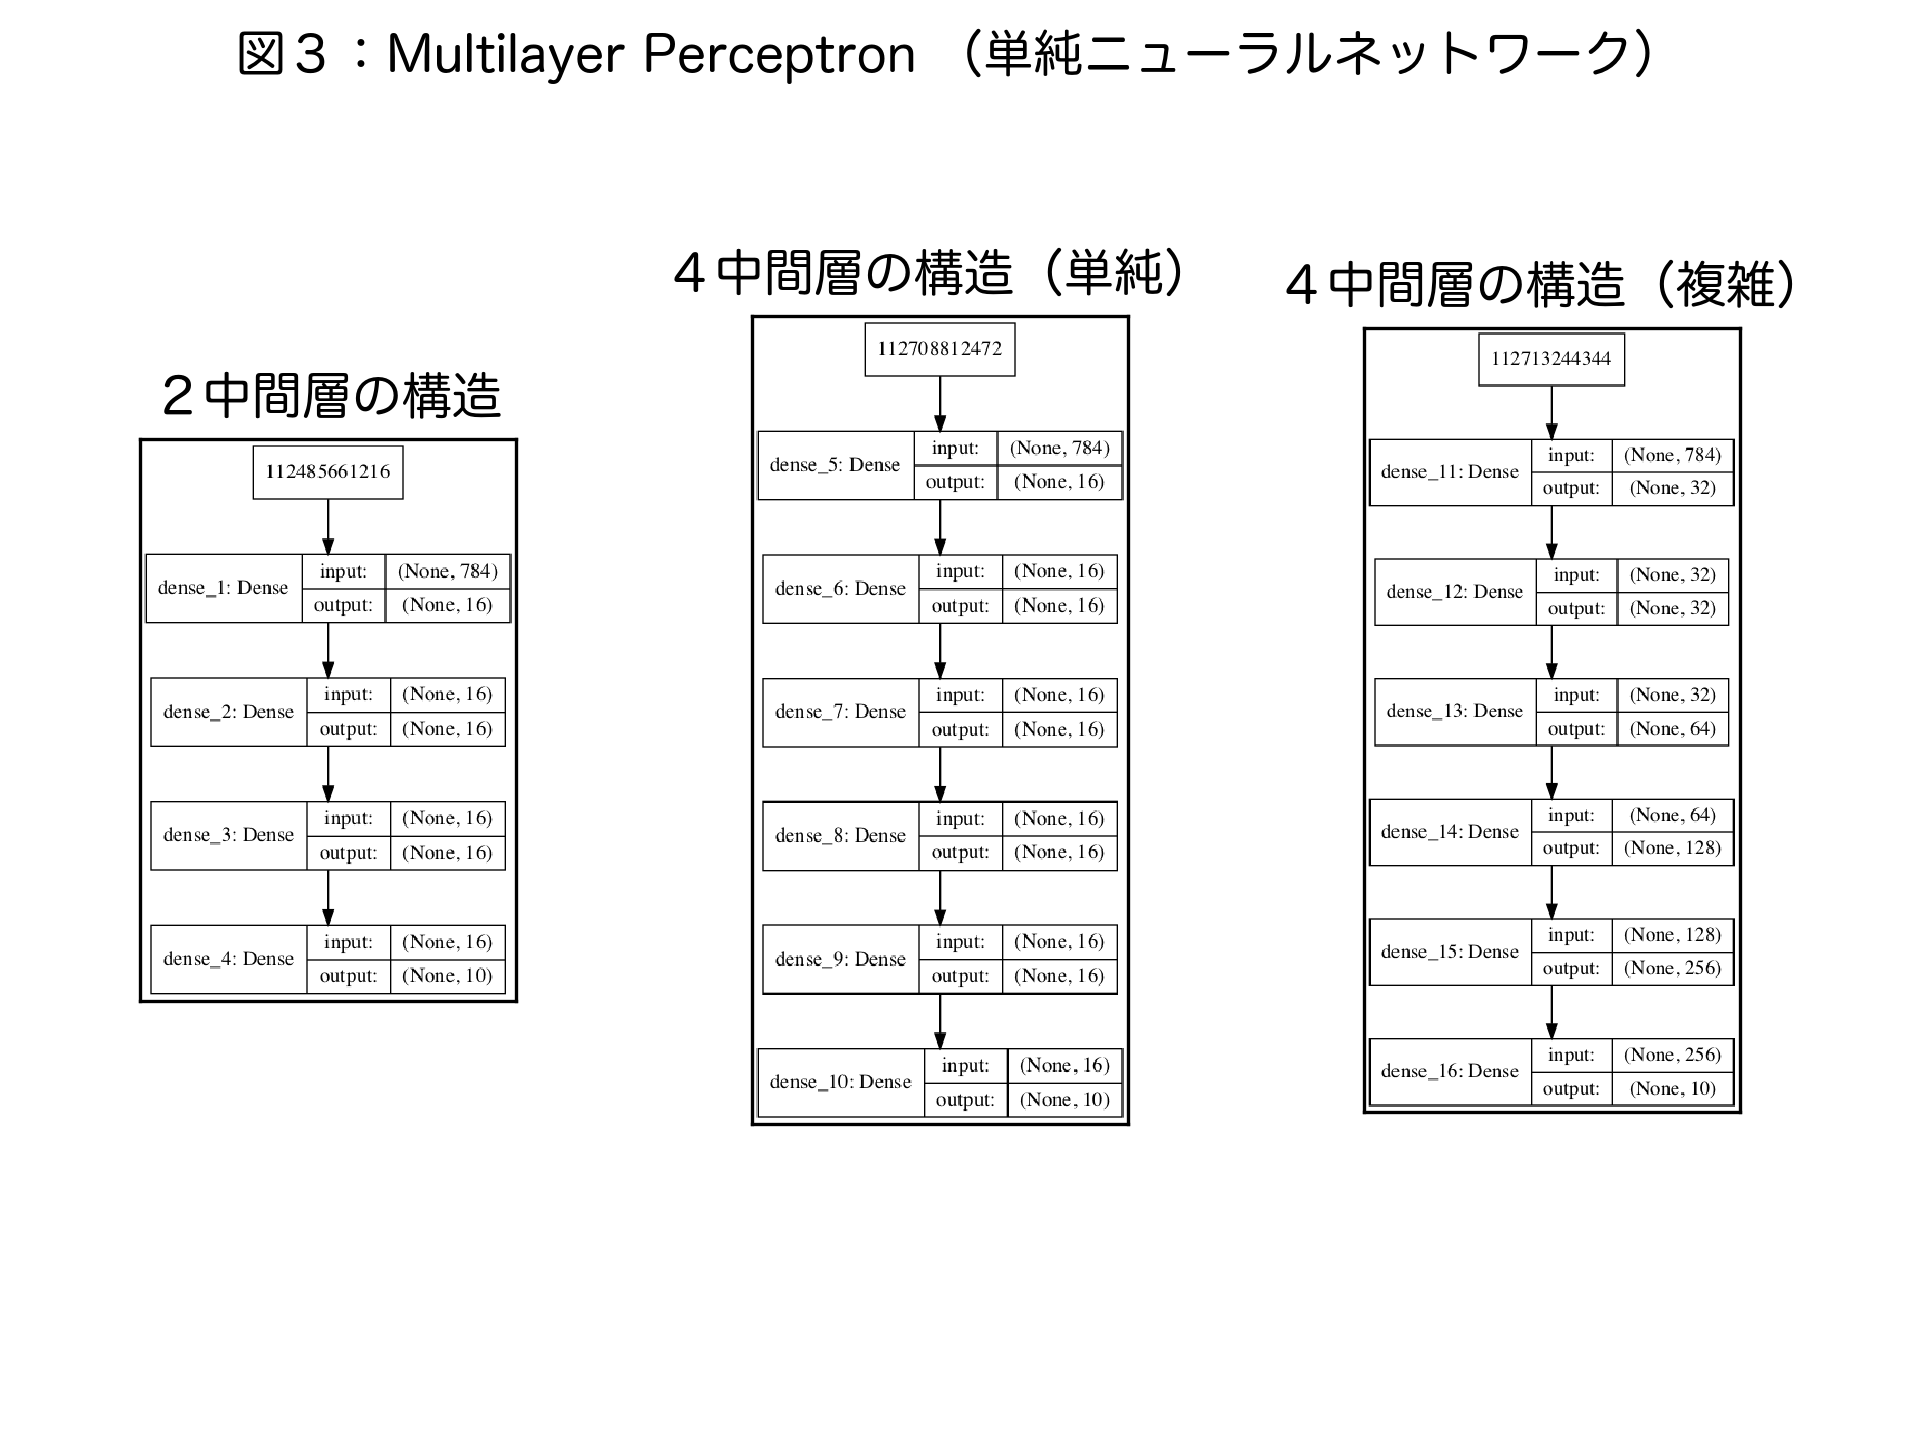 図３：Multilayer Perceptron （単純ニューラルネットワーク）
２中間層の構造
112485661216
dense_1: Dense input: (None, 784)
output: (None, 16)
dense_2: Dense input: (None, 16)
output: (None, 16)
dense_3: Dense input: (None, 16)
output: (None, 16)
dense_4: Dense input: (None, 16)
output: (None, 10)
４中間層の構造（単純）
112708812472
dense_5: Dense input: (None, 784)
output: (None, 16)
dense_6: Dense input: (None, 16)
output: (None, 16)
dense_7: Dense input: (None, 16)
output: (None, 16)
dense_8: Dense input: (None, 16)
output: (None, 16)
dense_9: Dense input: (None, 16)
output: (None, 16)
dense_10: Dense input: (None, 16)
output: (None, 10)
４中間層の構造（複雑）
112713244344
dense_11: Dense input: (None, 784)
output: (None, 32)
dense_12: Dense input: (None, 32)
output: (None, 32)
dense_13: Dense input: (None, 32)
output: (None, 64)
dense_14: Dense input: (None, 64)
output: (None, 128)
dense_15: Dense input: (None, 128)
output: (None, 256)
dense_16: Dense input: (None, 256)
output: (None, 10)